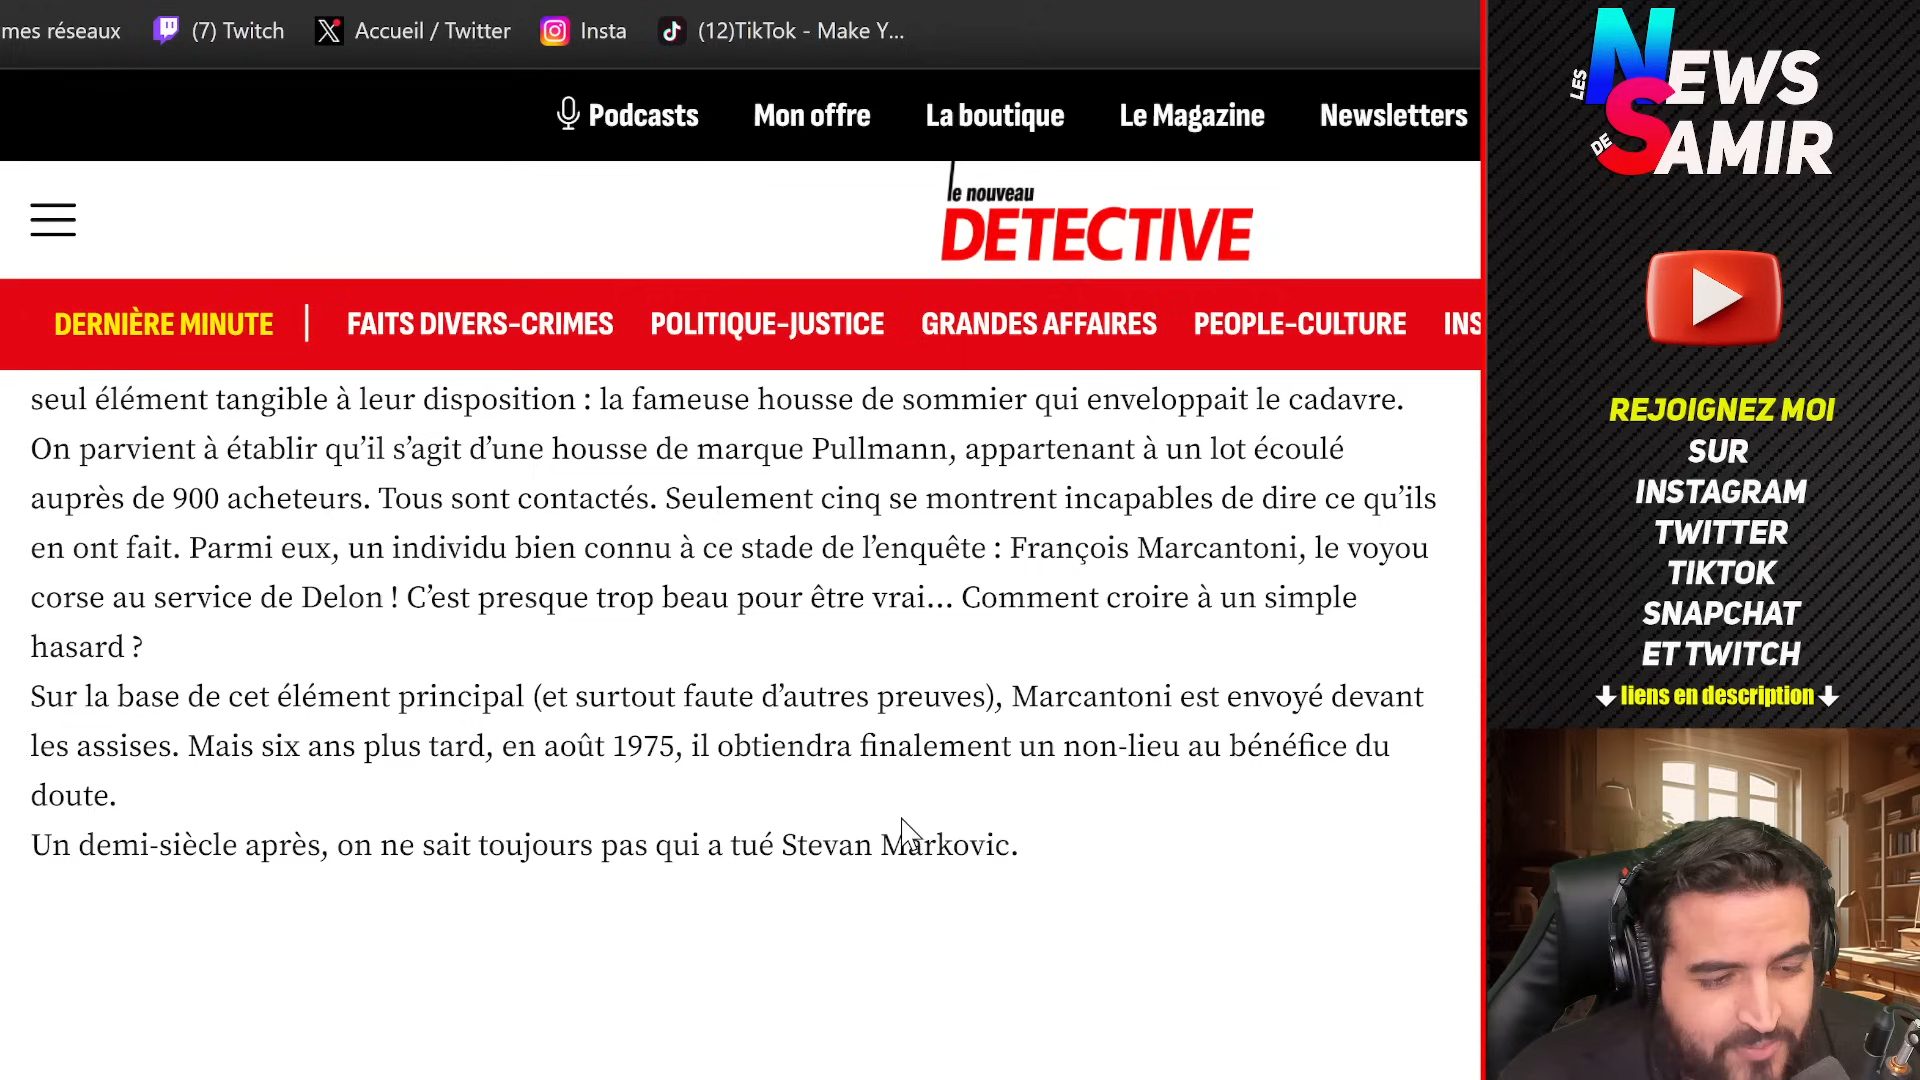 mes réseaux
(7) Twitch
Accueil / Twitter
Insta
(12)TikTok - Make Y...
Podcasts
Mon offre
La boutique
Le Magazine
Newsletters
le nouveau
DETECTIVE
DERNIÈRE MINUTE
FAITS DIVERS-CRIMES
POLITIQUE-JUSTICE
GRANDES AFFAIRES
PEOPLE-CULTURE
INS
seul élément tangible à leur disposition : la fameuse housse de sommier qui enveloppait le cadavre.
On parvient à établir qu’il s’agit d’une housse de marque Pullmann, appartenant à un lot écoulé
auprès de 900 acheteurs. Tous sont contactés. Seulement cinq se montrent incapables de dire ce qu’ils
en ont fait. Parmi eux, un individu bien connu à ce stade de l’enquête : François Marcantoni, le voyou
corse au service de Delon ! C’est presque trop beau pour être vrai… Comment croire à un simple
hasard ?
Sur la base de cet élément principal (et surtout faute d’autres preuves), Marcantoni est envoyé devant
les assises. Mais six ans plus tard, en août 1975, il obtiendra finalement un non-lieu au bénéfice du
doute.
Un demi-siècle après, on ne sait toujours pas qui a tué Stevan Markovic.
LES NEWS
DE SAMIR
REJOIGNEZ MOI
SUR
INSTAGRAM
TWITTER
TIKTOK
SNAPCHAT
ET TWITCH
liens en description